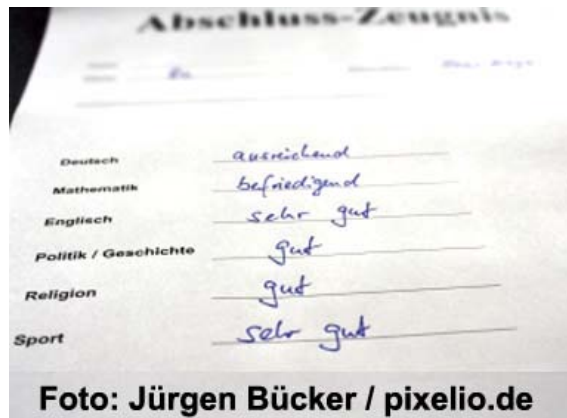 Abschluss-Zeugnis
Deutsch ausreichend
Mathematik befriedigend
Englisch sehr gut
Politik / Geschichte gut
Religion gut
Sport sehr gut
Foto: Jürgen Bücker / pixelio.de